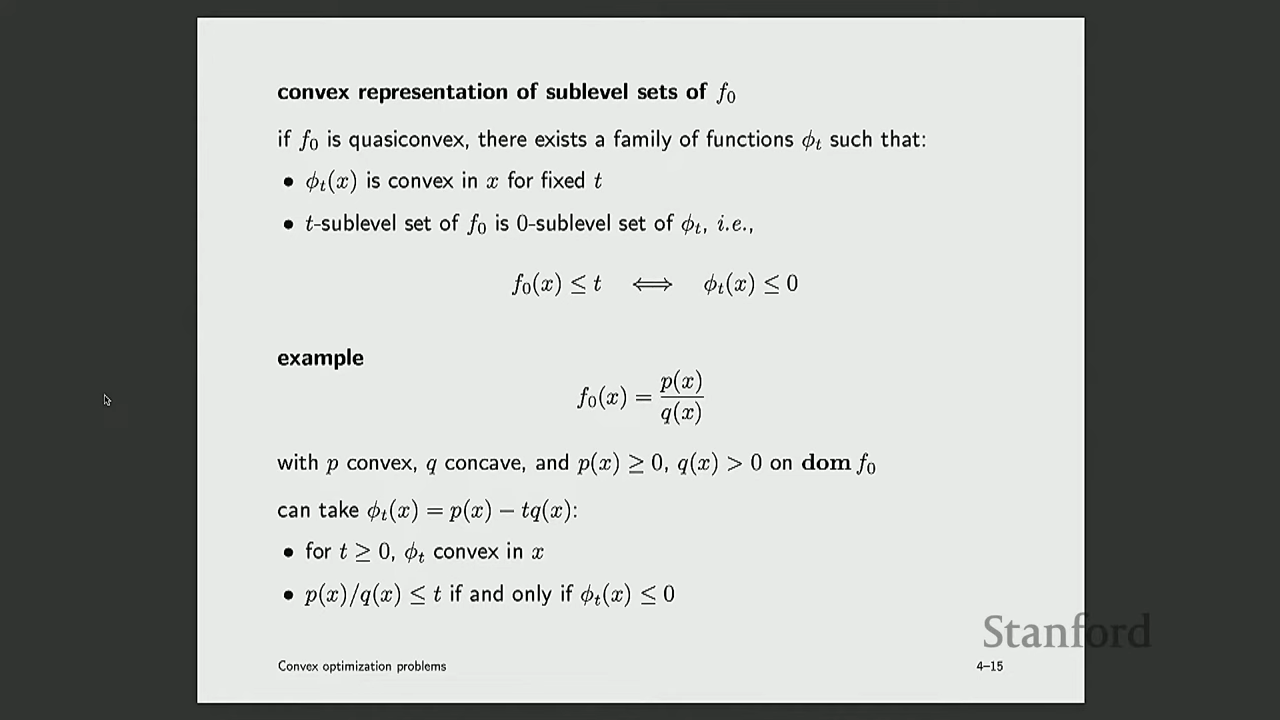 convex representation of sublevel sets of f₀
if f₀ is quasiconvex, there exists a family of functions ϕₜ such that:
• ϕₜ(x) is convex in x for fixed t
• t-sublevel set of f₀ is 0-sublevel set of ϕₜ, i.e.,
f₀(x) ≤ t ⟺ ϕₜ(x) ≤ 0
example
f₀(x) = p(x)/q(x)
with p convex, q concave, and p(x) ≥ 0, q(x) > 0 on dom f₀
can take ϕₜ(x) = p(x) − tq(x):
• for t ≥ 0, ϕₜ convex in x
• p(x)/q(x) ≤ t if and only if ϕₜ(x) ≤ 0
Stanford
Convex optimization problems 4–15